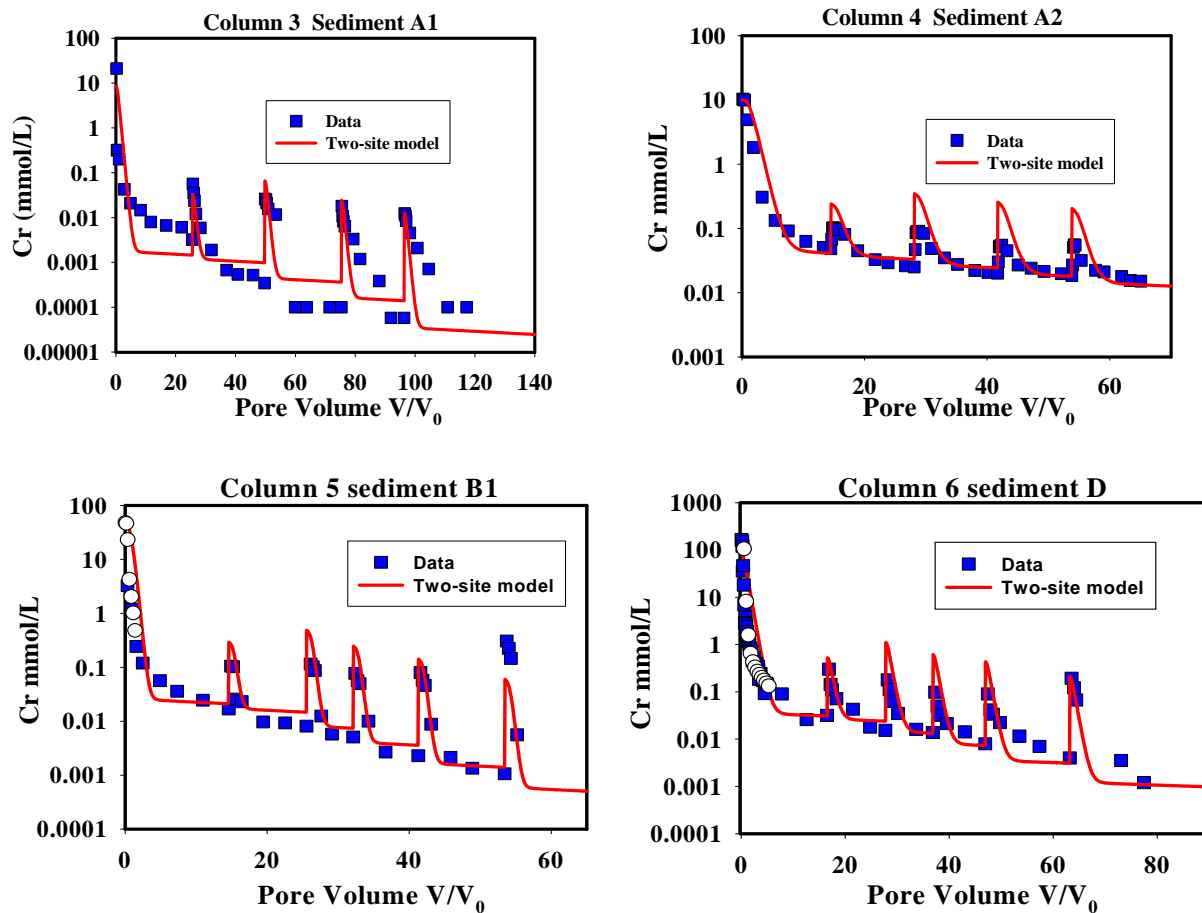 Column 3 Sediment A1
Cr (mmol/L)
100
10
1
0.1
0.01
0.001
0.0001
0.00001
Data
Two-site model
0 20 40 60 80 100 120 140
Pore Volume V/V0
Column 4 Sediment A2
Cr mmol/L
100
10
1
0.1
0.01
0.001
Data
Two-site model
0 20 40 60
Pore Volume V/V0
Column 5 sediment B1
Cr mmol/L
100
10
1
0.1
0.01
0.001
0.0001
Data
Two-site model
0 20 40 60
Pore Volume V/V0
Column 6 sediment D
Cr mmol/L
1000
100
10
1
0.1
0.01
0.001
0.0001
Data
Two-site model
0 20 40 60 80
Pore Volume V/V0